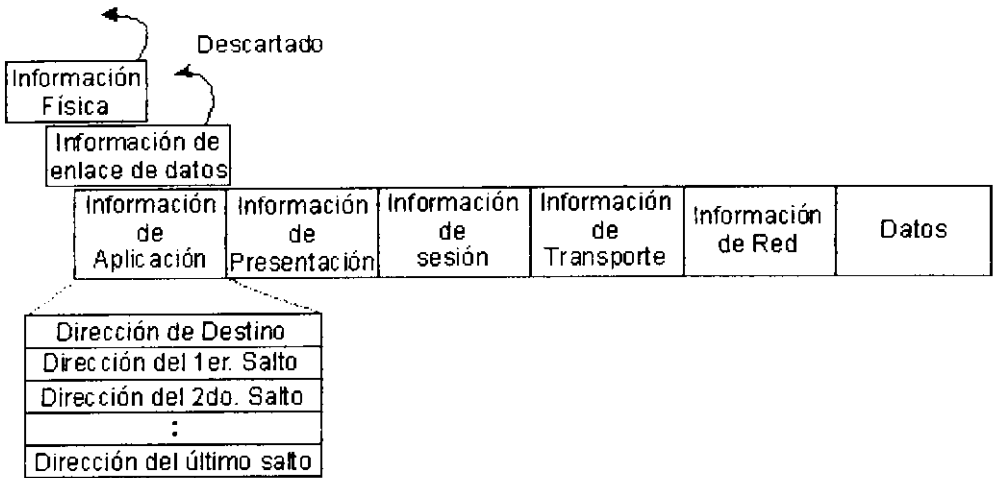 Descartado
Información
Física
Información de
enlace de datos
Información
de
Aplicación
Información
de
Presentación
Información
de
sesión
Información
de
Transporte
Información
de Red
Datos
Dirección de Destino
Dirección del 1er. Salto
Dirección del 2do. Salto
:
Dirección del último salto